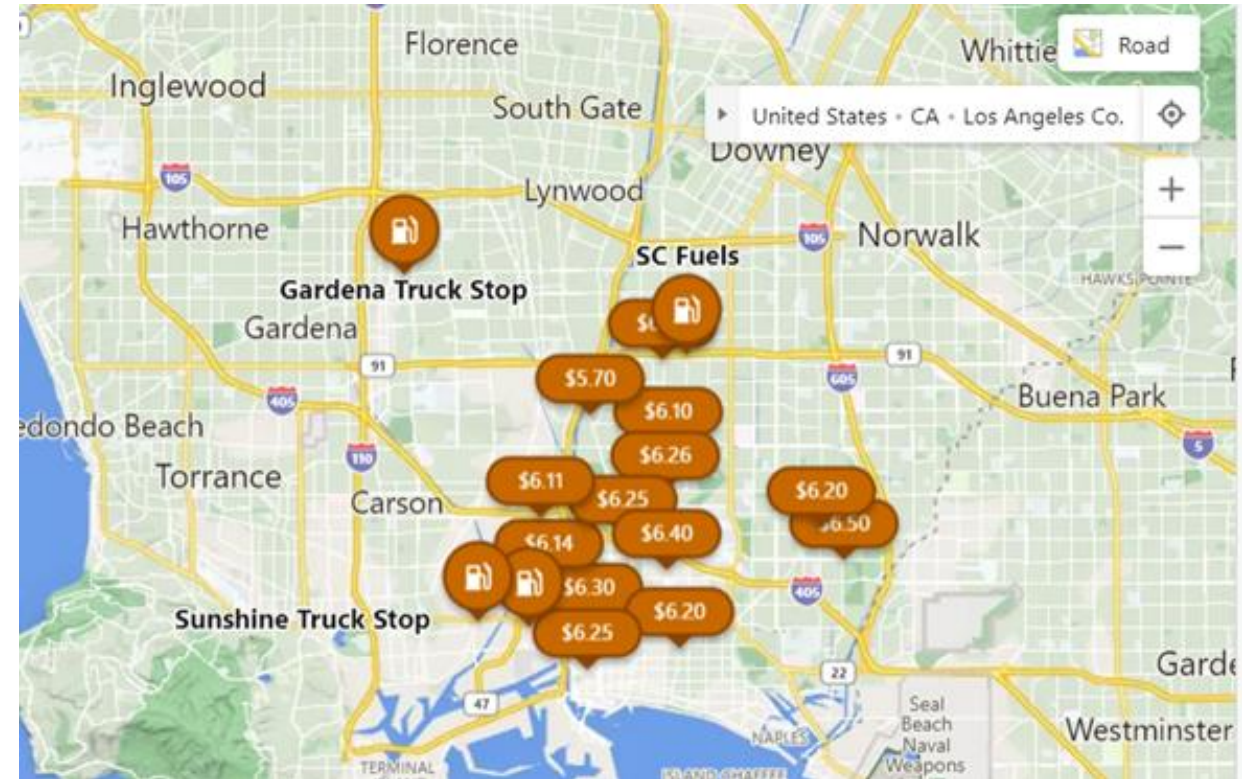 Florence
Whittie
Road
Inglewood
South Gate
United States • CA • Los Angeles Co.
Downey
105
Lynwood
Hawthorne
105
Norwalk
SC Fuels
HAWKS POINTE
Gardena Truck Stop
Gardena
91
91
$5.70
605
405
$6.10
Buena Park
edondo Beach
5
110
$6.26
Torrance
$6.11
$6.20
Carson
$6.25
$6.50
$6.40
$6.14
$6.30
405
Sunshine Truck Stop
$6.20
$6.25
Garde
22
47
Seal
Beach
Naval
Weapons
NAPLES
Westminster
TERMINAL